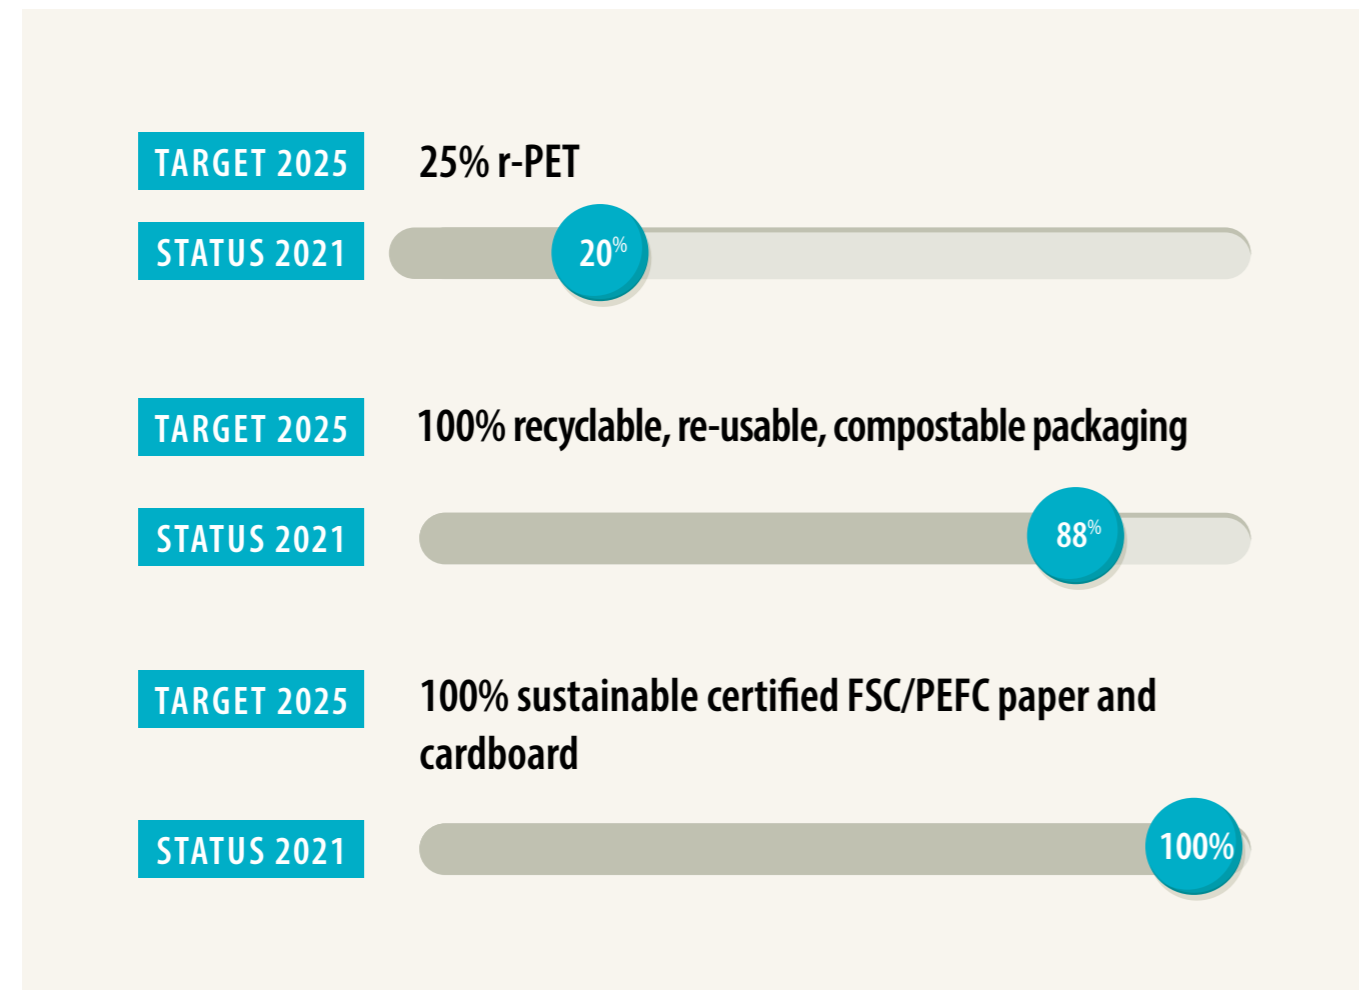 TARGET 2025
25% r-PET
STATUS 2021
20%
TARGET 2025
100% recyclable, re-usable, compostable packaging
STATUS 2021
88%
TARGET 2025
100% sustainable certified FSC/PEFC paper and
cardboard
STATUS 2021
100%